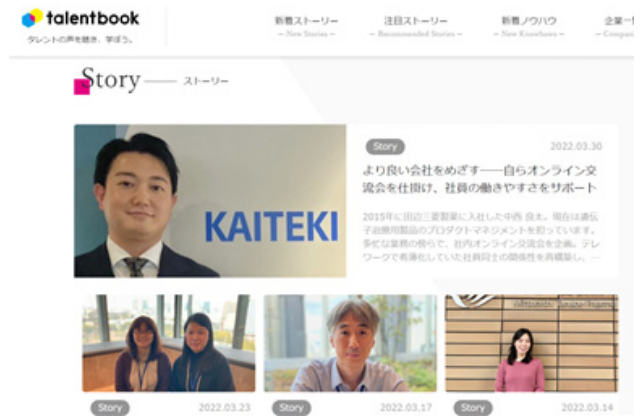 talentbook
タレントの声を聴き、学ぼう。
新着ストーリー
– New Stories –
注目ストーリー
– Recommended Stories –
新着ノウハウ
– New Knowhows –
企業一
– Compani
Story
ストーリー
KAITEKI
Story 2022.03.30
より良い会社をめざす――自らオンライン交
流会を仕掛け、社員の働きやすさをサポート
2015年に田辺三菱製薬に入社した中西 良太。現在は遺伝
子治療用製品のプロダクトマネジメントを担っています。
多忙な業務の傍らで、社内オンライン交流会を企画。テレ
ワークで希薄化していた社員同士の関係性を再構築し、…
Story 2022.03.23
Story 2022.03.17
Story 2022.03.14